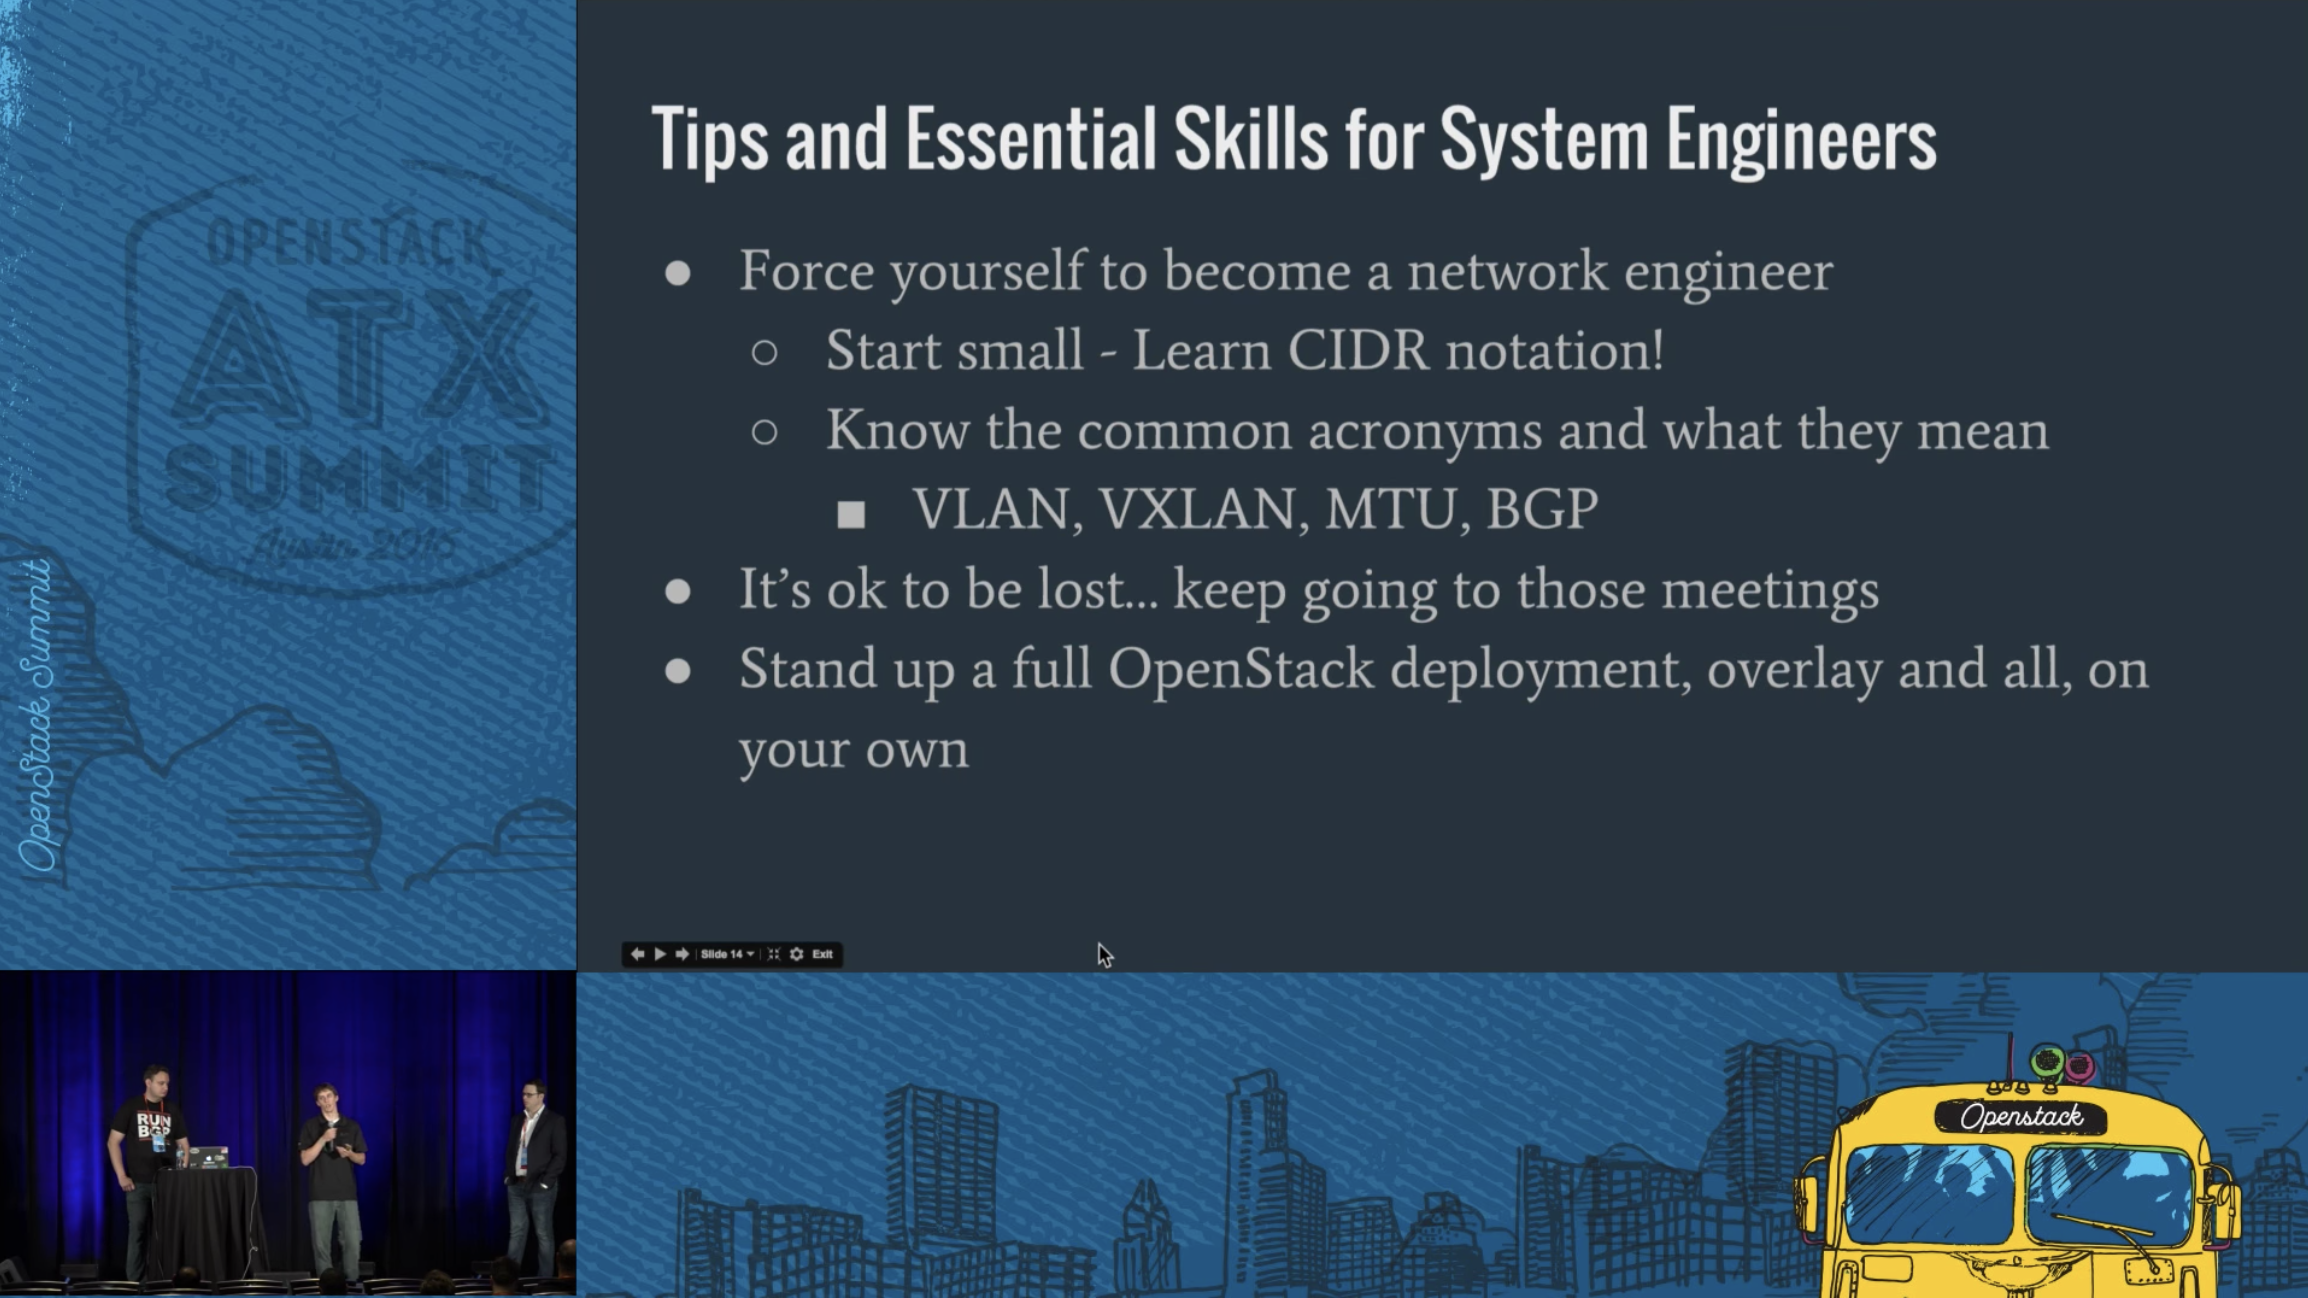 OPENSTACK
ATX
SUMMIT
Austin 2016
OpenStack Summit
Tips and Essential Skills for System Engineers
● Force yourself to become a network engineer
○ Start small - Learn CIDR notation!
○ Know the common acronyms and what they mean
■ VLAN, VXLAN, MTU, BGP
● It's ok to be lost... keep going to those meetings
● Stand up a full OpenStack deployment, overlay and all, on
your own
Slide 14
Exit
RUN
BGP
Openstack